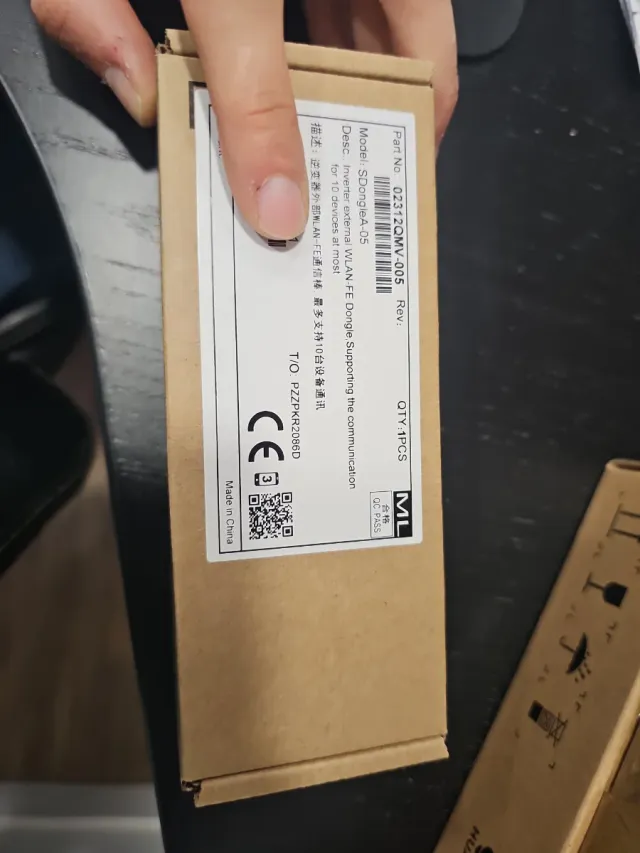 Part No. 02312QMV-005 Rev: QTY:1PCS ML
Model: SDongleA-05
合格
QC PASS
Desc: Inverter external WLAN-FE Dongle,Supporting the communication
for 10 devices at most
描述: 逆变器外部WLAN-FE通信棒 最多支持10台设备通讯
T/O: PZZPKR2086D
CE
3
Made in China
HU